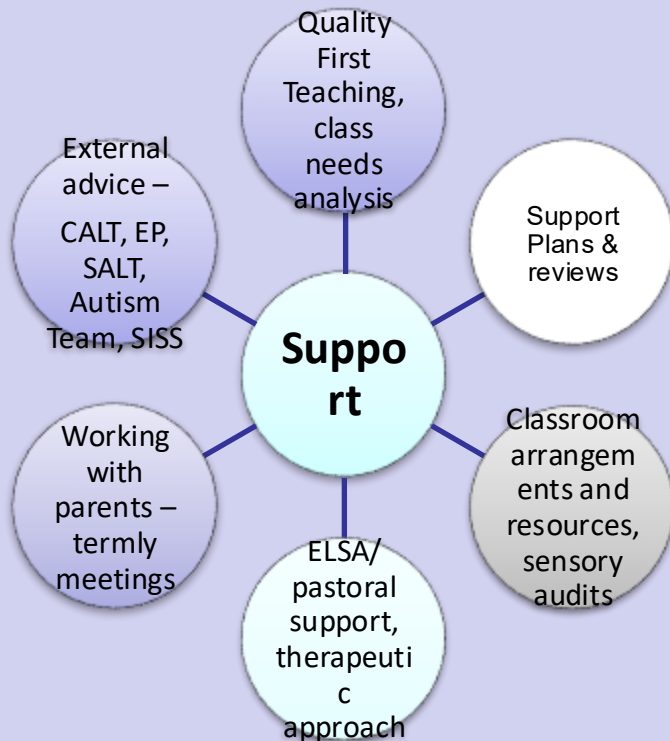 Quality
First
Teaching,
class
needs
analysis
External
advice –
CALT, EP,
SALT,
Autism
Team, SISS
Support
Plans &
reviews
Suppo
rt
Working
with
parents –
termly
meetings
Classroom
arrangem
ents and
resources,
sensory
audits
ELSA/
pastoral
support,
therapeuti
c
approach